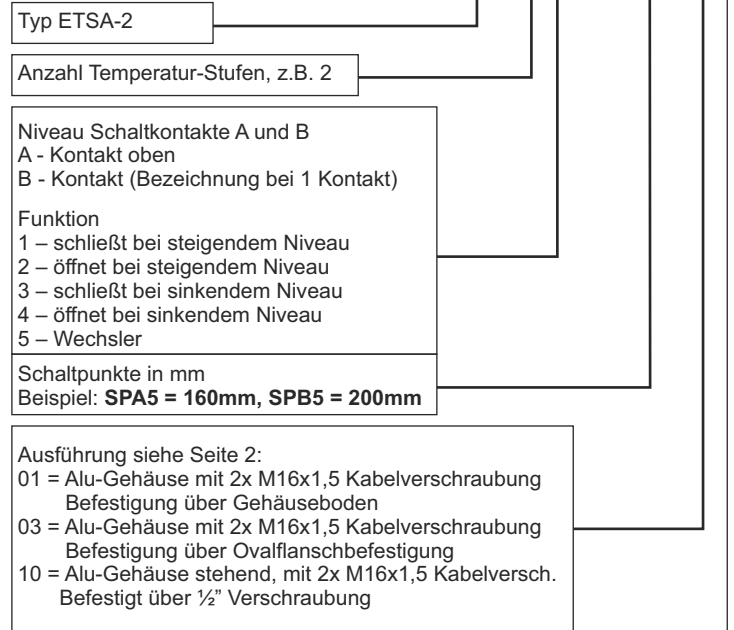 Typ ETSA-2
Anzahl Temperatur-Stufen, z.B. 2
Niveau Schaltkontakte A und B
A - Kontakt oben
B - Kontakt (Bezeichnung bei 1 Kontakt)
Funktion
1 – schließt bei steigendem Niveau
2 – öffnet bei steigendem Niveau
3 – schließt bei sinkendem Niveau
4 – öffnet bei sinkendem Niveau
5 – Wechsler
Schaltpunkte in mm
Beispiel: SPA5 = 160mm, SPB5 = 200mm
Ausführung siehe Seite 2:
01 = Alu-Gehäuse mit 2x M16x1,5 Kabelverschraubung
Befestigung über Gehäuseboden
03 = Alu-Gehäuse mit 2x M16x1,5 Kabelverschraubung
Befestigung über Ovalflanschbefestigung
10 = Alu-Gehäuse stehend, mit 2x M16x1,5 Kabelversch.
Befestigt über ½” Verschraubung